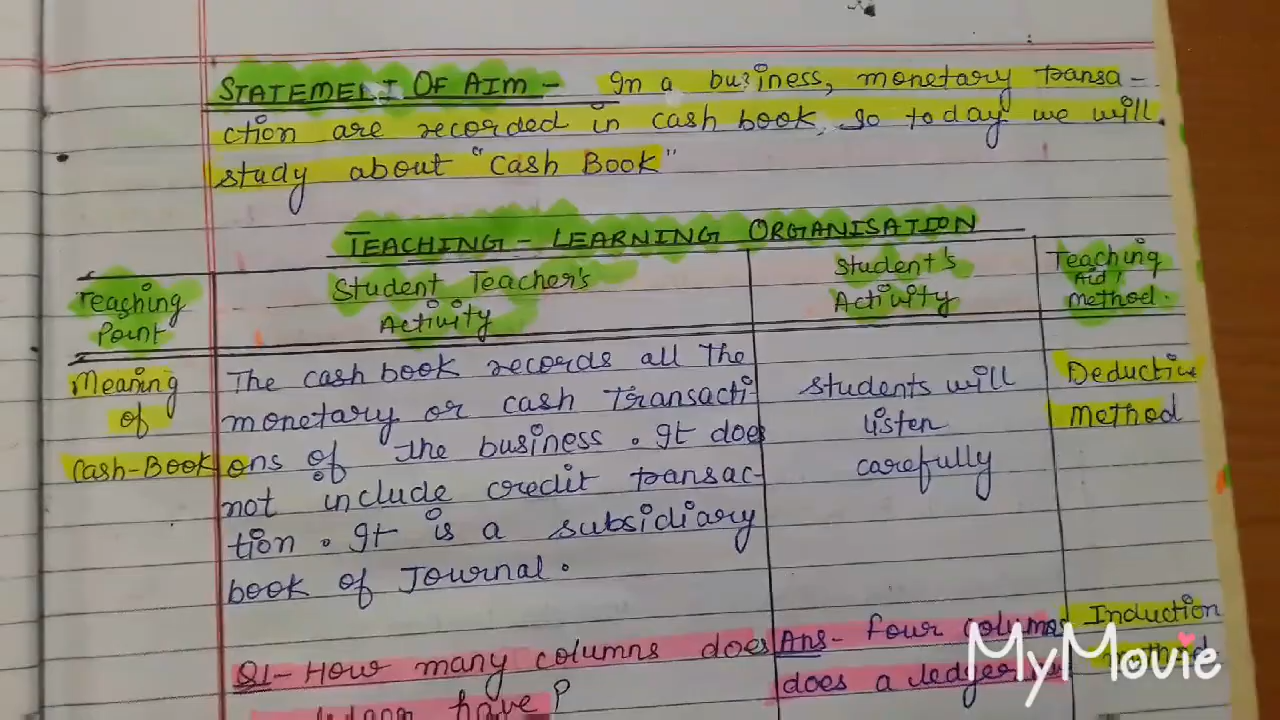 STATEMENT OF AIM - In a business, monetary transa-
ction are recorded in cash book, so today we will
study about "Cash Book"
TEACHING - LEARNING ORGANISATION
Teaching
Point
Student Teacher's
Activity
Student's
Activity
Teaching
Aid/
Method.
Meaning
of
Cash-Book
The cash book records all the
monetary or cash Transacti
ons of the business. It does
not include credit transac-
tion. It is a subsidiary
book of Journal.
Students will
listen
carefully
Deductive
Method
Q1- How many columns does
have ?
Ans- Four columns
does a ledger
Induction
MyMovie